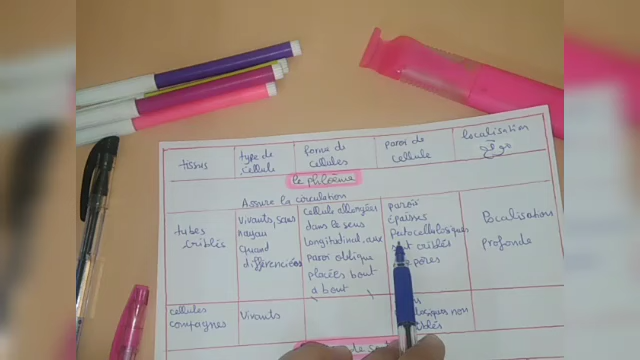 tissus
type de cellule
forme de cellules
paroi de cellule
localisation
le phloème
Assure la circulation
tubes criblés
Vivants, sans
noyau
quand
différenciées
cellule allongées
dans le sens
longitudinal, aux
paroi oblique
placées bout
à bout
paroi
épaisses
pectocellulosiques
criblés
pores
localisation
profonde
cellules
compagnes
Vivants
non